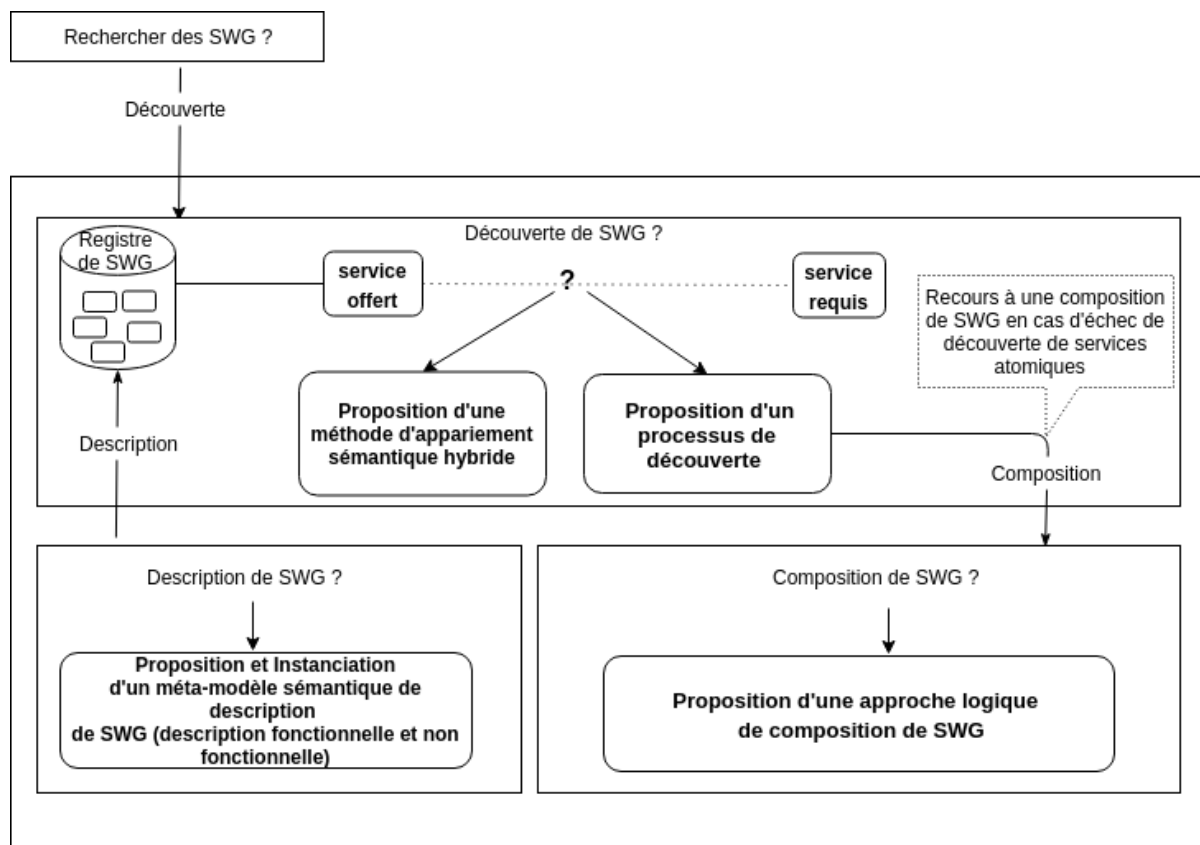 Rechercher des SWG ?
Découverte
Découverte de SWG ?
Registre
de SWG
service
offert
?
service
requis
Recours à une composition
de SWG en cas d'échec de
découverte de services
atomiques
Proposition d'une
méthode d'appariement
sémantique hybride
Proposition d'un
processus de
découverte
Description
Composition
Description de SWG ?
Proposition et Instanciation
d'un méta-modèle sémantique de
description
de SWG (description fonctionnelle et non
fonctionnelle)
Composition de SWG ?
Proposition d'une approche logique
de composition de SWG